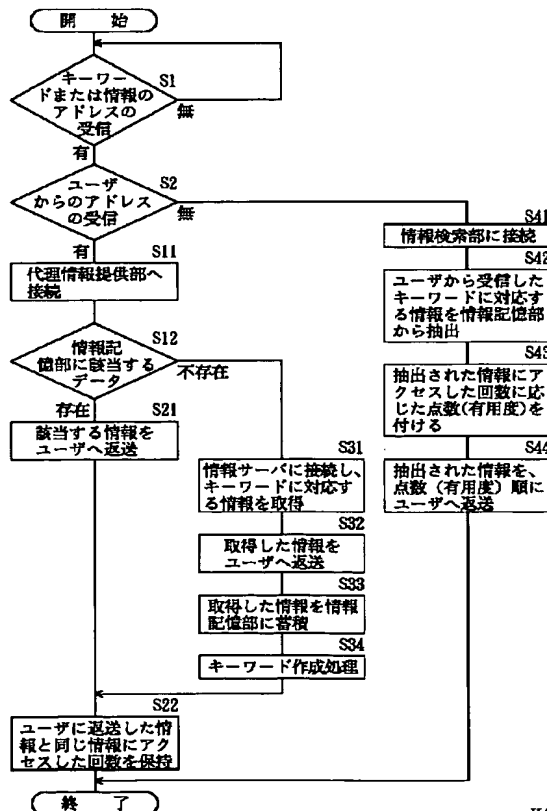 開 始
S1
キーワー
ドまたは情報の
アドレスの
受信
無
有
S2
ユーザ
からのアドレス
の受信
無
有
S11
代理情報提供部へ
接続
S12
情報記
憶部に該当する
データ
不存在
存在
S21
該当する情報を
ユーザへ返送
S31
情報サーバに接続し、
キーワードに対応す
る情報を取得
S32
取得した情報を
ユーザへ返送
S33
取得した情報を情報
記憶部に蓄積
S34
キーワード作成処理
S22
ユーザに返送した情
報と同じ情報にアク
セスした回数を保持
S41
情報検索部に接続
S42
ユーザから受信した
キーワードに対応す
る情報を情報記憶部
から抽出
S43
抽出された情報にア
クセスした回数に応
じた点数(有用度)を
付ける
S44
抽出された情報を、
点数(有用度)順に
ユーザへ返送
終 了